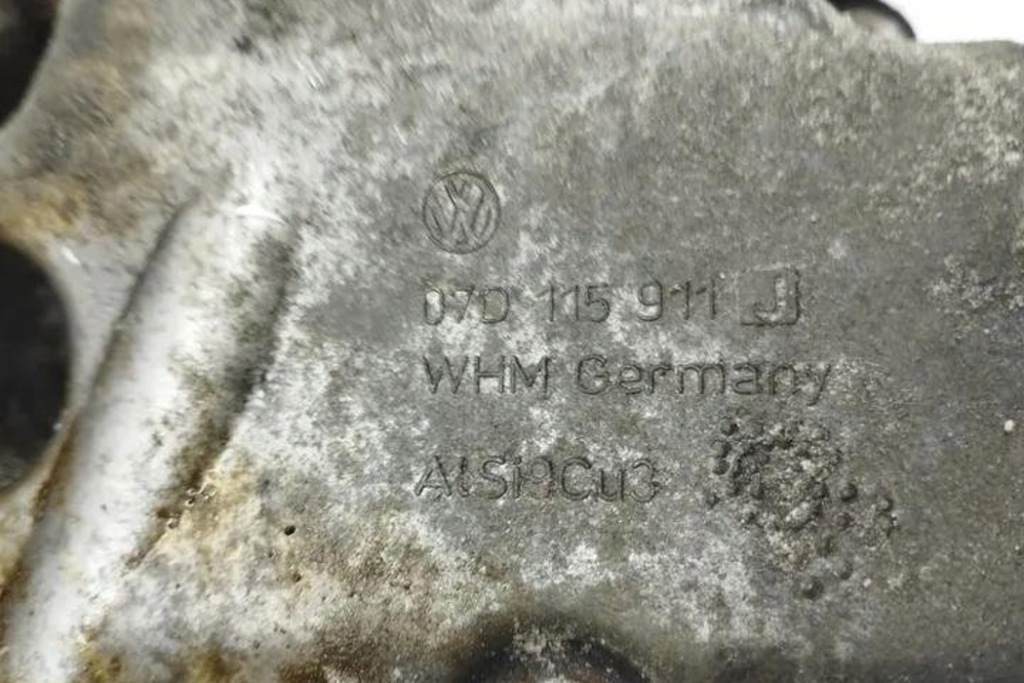 VW
07D 115 911 J
WHM Germany
AlSi9Cu3